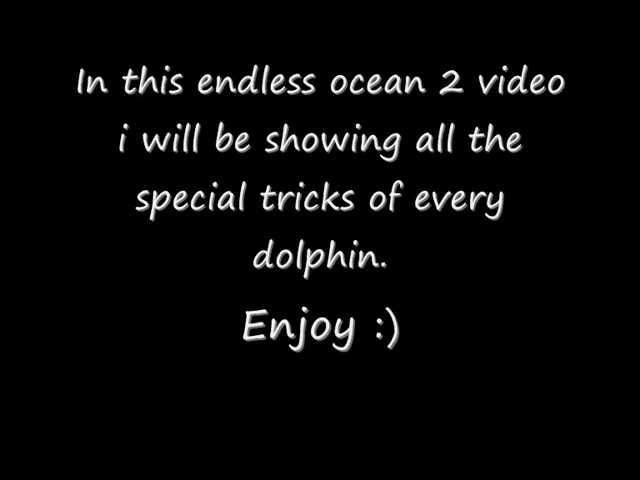 In this endless ocean 2 video
i will be showing all the
special tricks of every
dolphin.
Enjoy :)